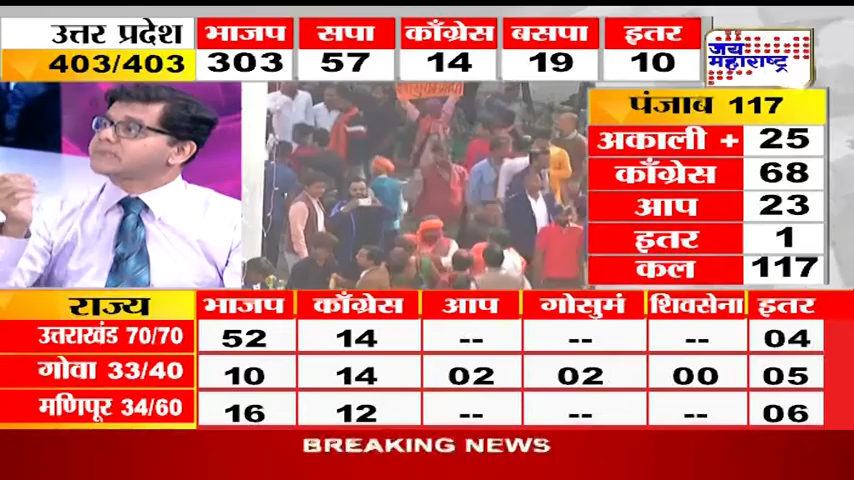 उत्तर प्रदेश भाजपा सपा काँग्रेस बसपा इतर
403/403 303 57 14 19 10
जय महाराष्ट्र
पंजाब 117
अकाली + 25
काँग्रेस 68
आप 23
इतर 1
कल 117
राज्य भाजपा काँग्रेस आप गोसुमं शिवसेना इतर
उत्तराखंड 70/70 52 14 -- -- -- 04
गोवा 33/40 10 14 02 02 00 05
मणिपूर 34/60 16 12 -- -- -- 06
BREAKING NEWS